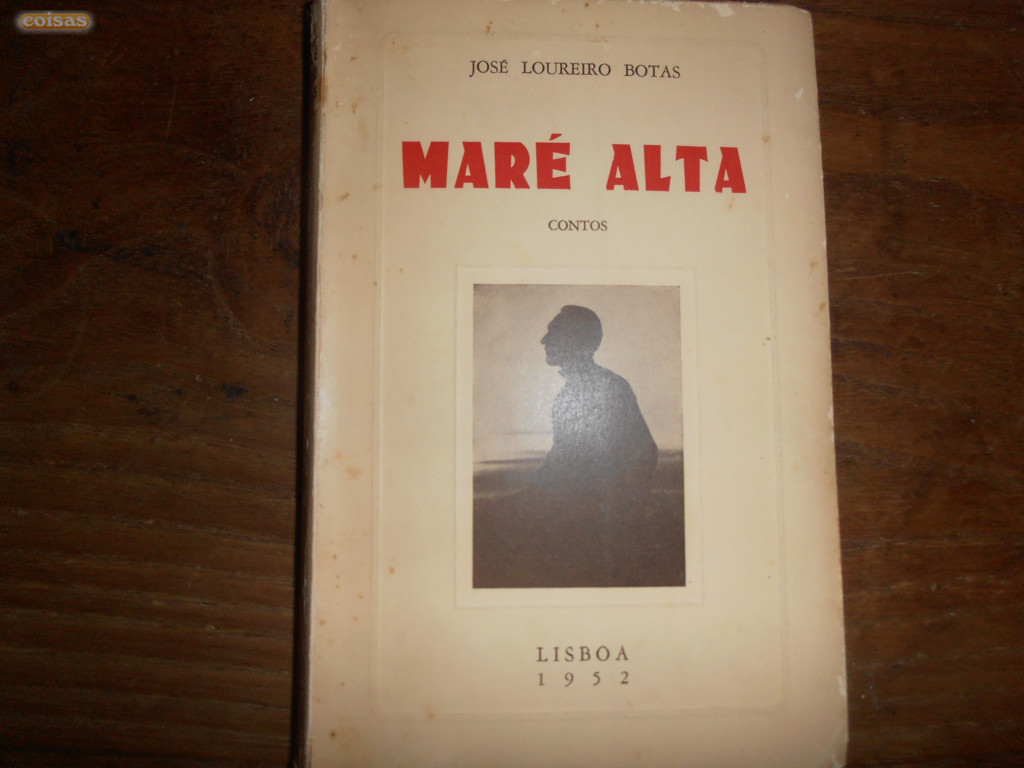 coisas
JOSÉ LOUREIRO BOTAS
MARÉ ALTA
CONTOS
LISBOA
1952